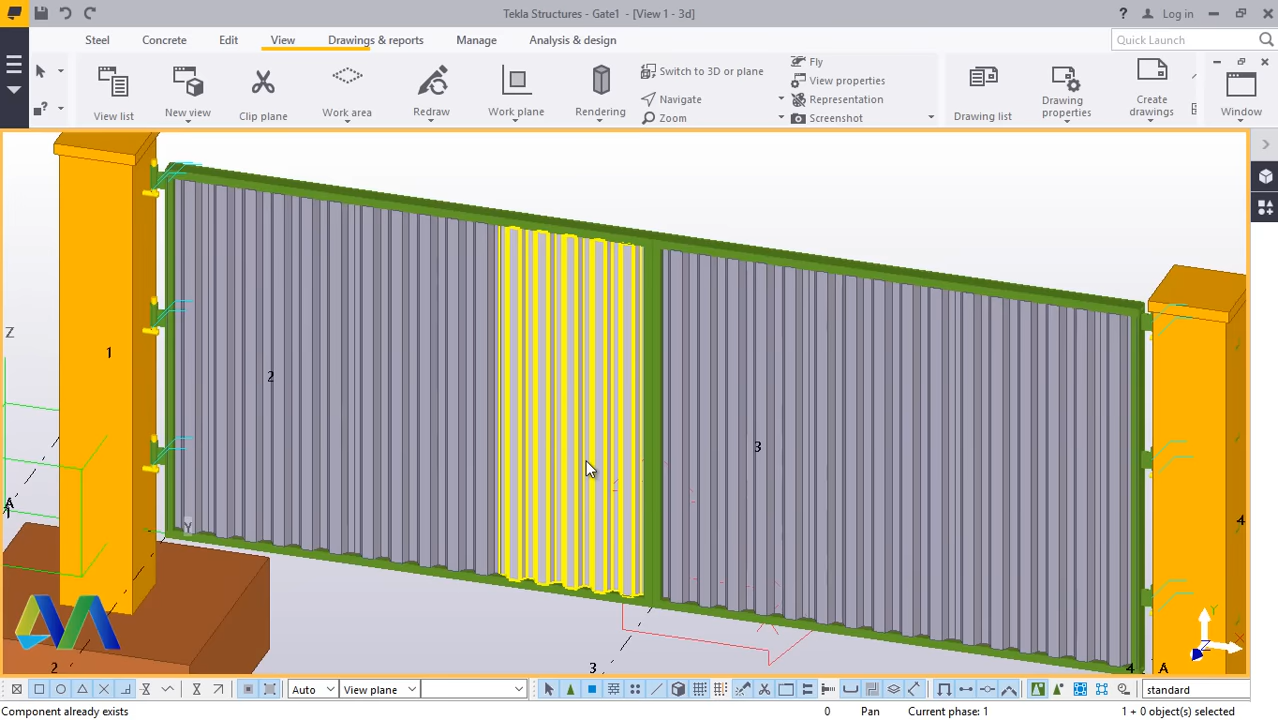 Tekla Structures - Gate1 - [View 1 - 3d]
Log in
Steel
Concrete
Edit
View
Drawings & reports
Manage
Analysis & design
Quick Launch
View list
New view
Clip plane
Work area
Redraw
Work plane
Rendering
Switch to 3D or plane
Navigate
Zoom
Fly
View properties
Representation
Screenshot
Drawing list
Drawing properties
Create drawings
Window
Z
1
2
3
4
A
Y
2
3
4
A
Y
X
Z
Auto
View plane
standard
Component already exists
0
Pan
Current phase: 1
1 + 0 object(s) selected